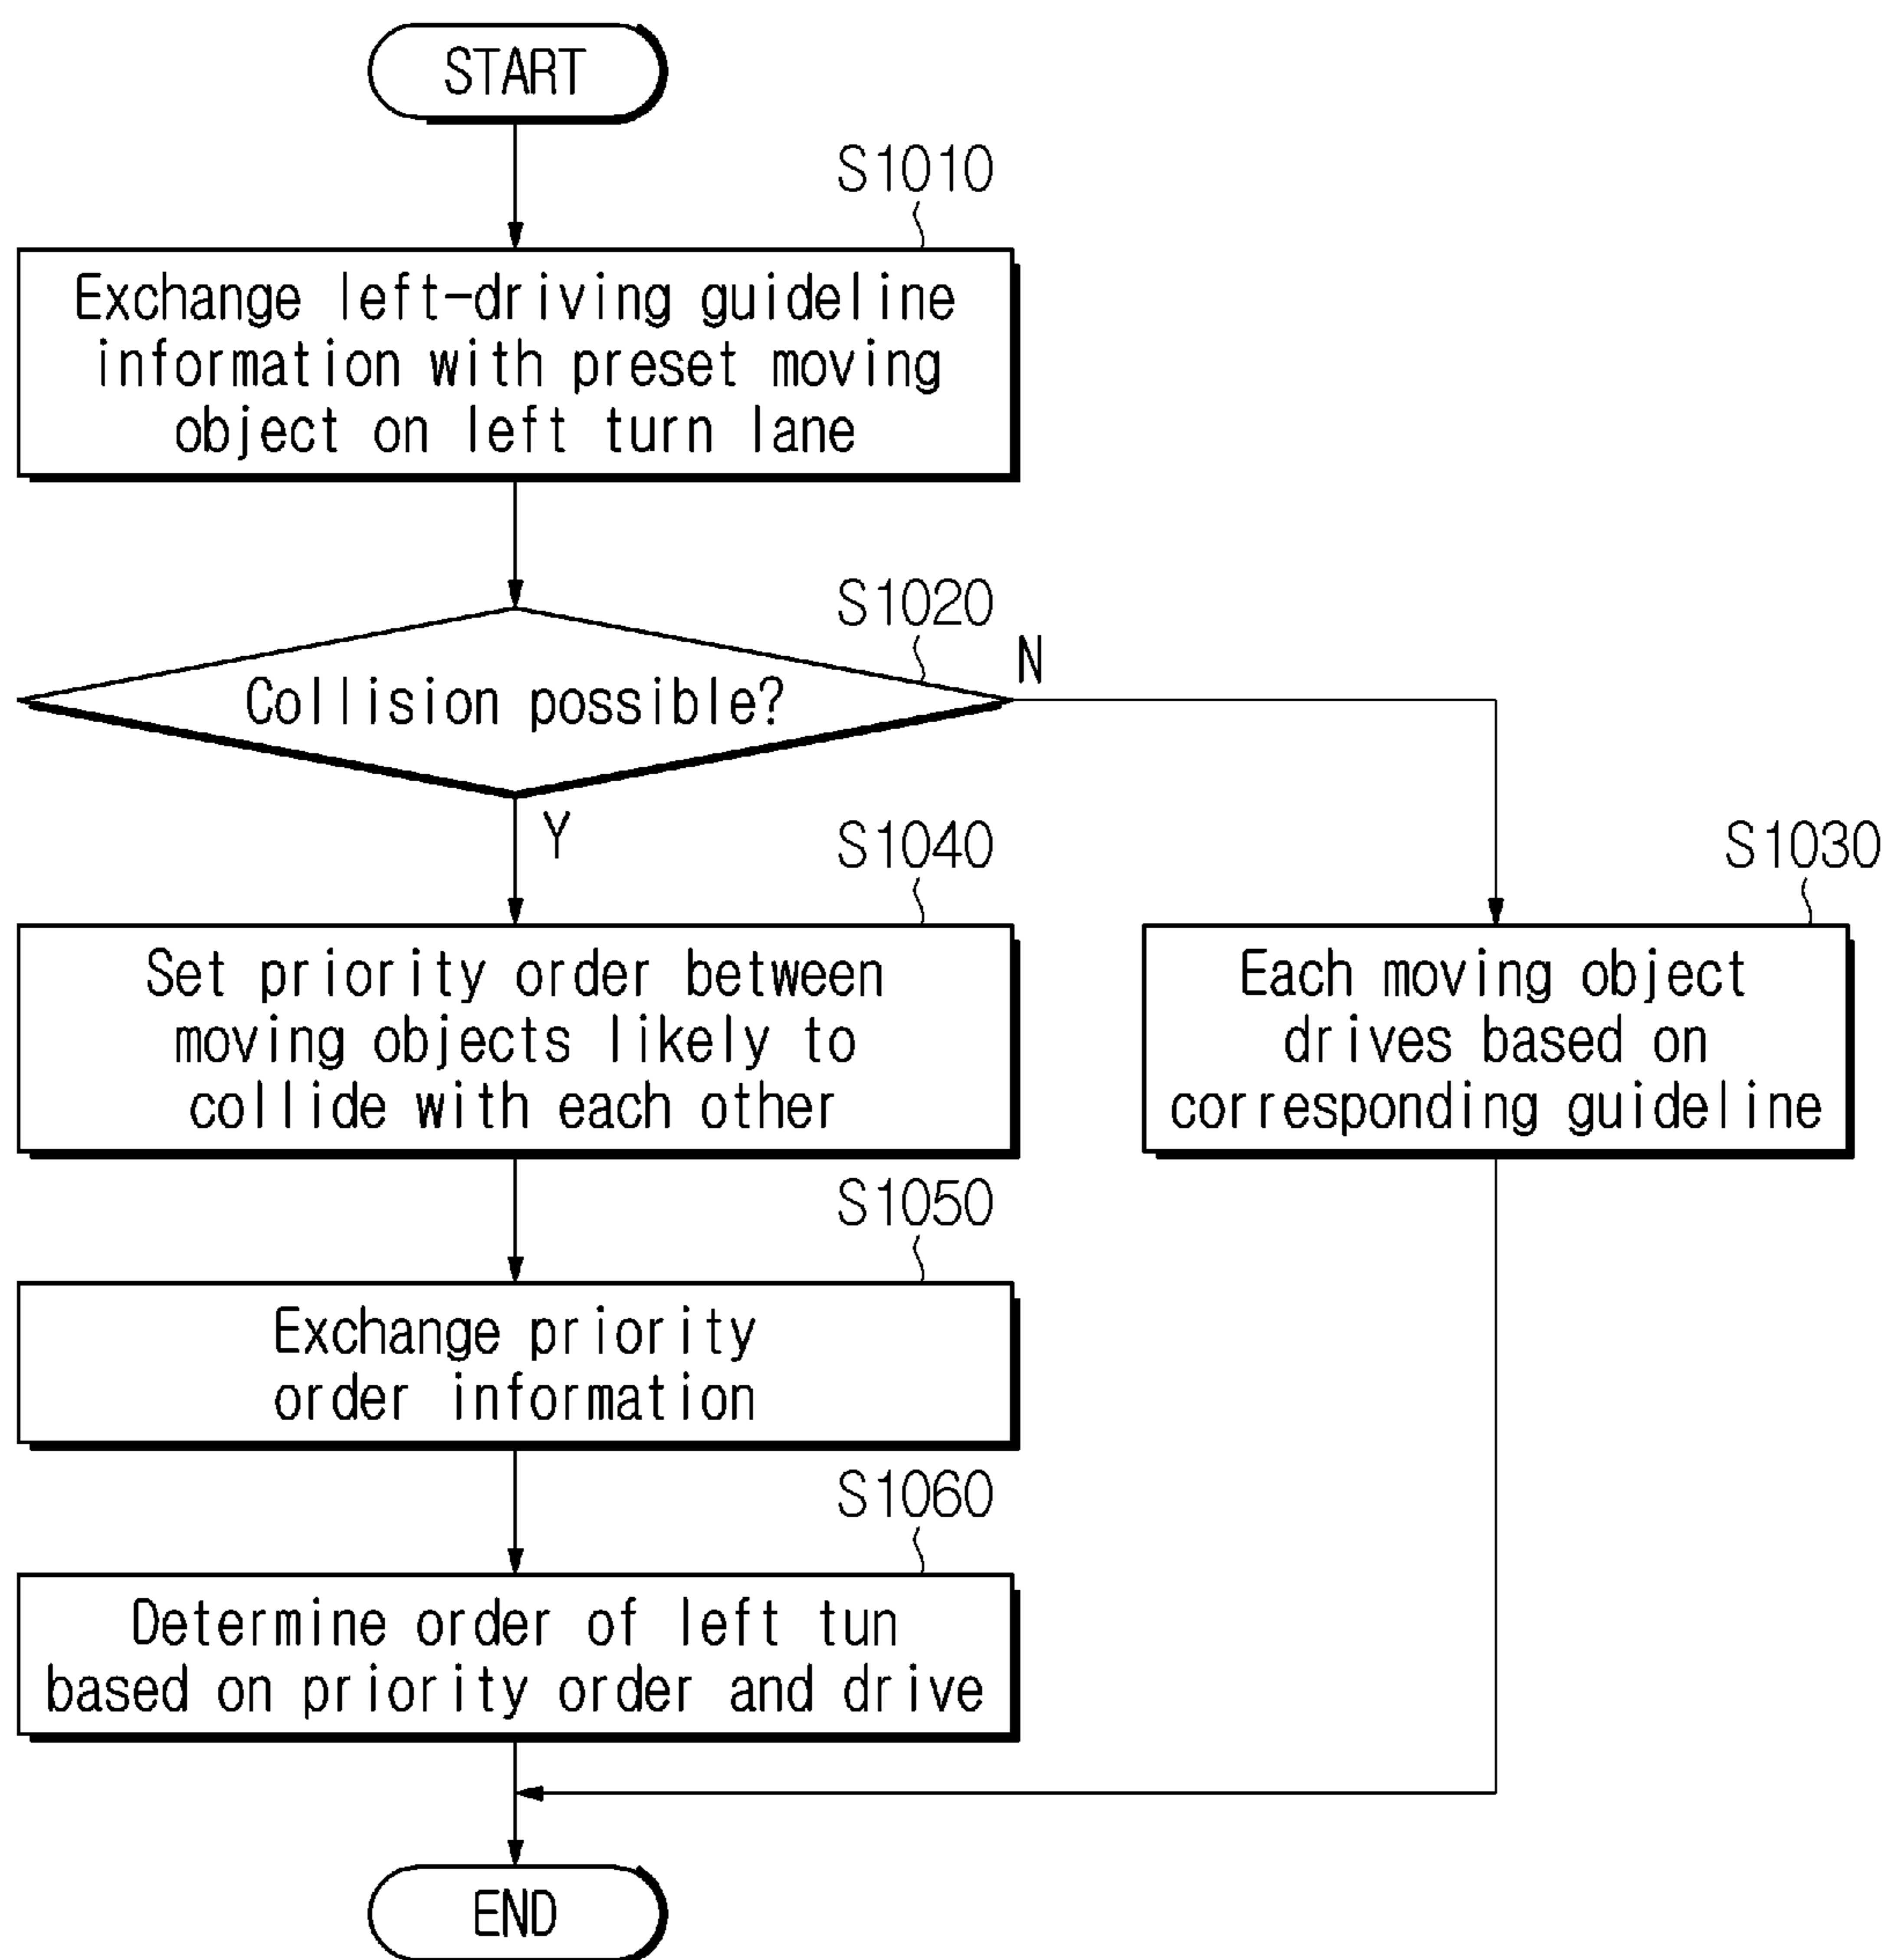 START
S1010
Exchange left-driving guideline
information with preset moving
object on left turn lane
S1020
Collision possible?
N
Y
S1040
Set priority order between
moving objects likely to
collide with each other
S1030
Each moving object
drives based on
corresponding guideline
S1050
Exchange priority
order information
S1060
Determine order of left tun
based on priority order and drive
END